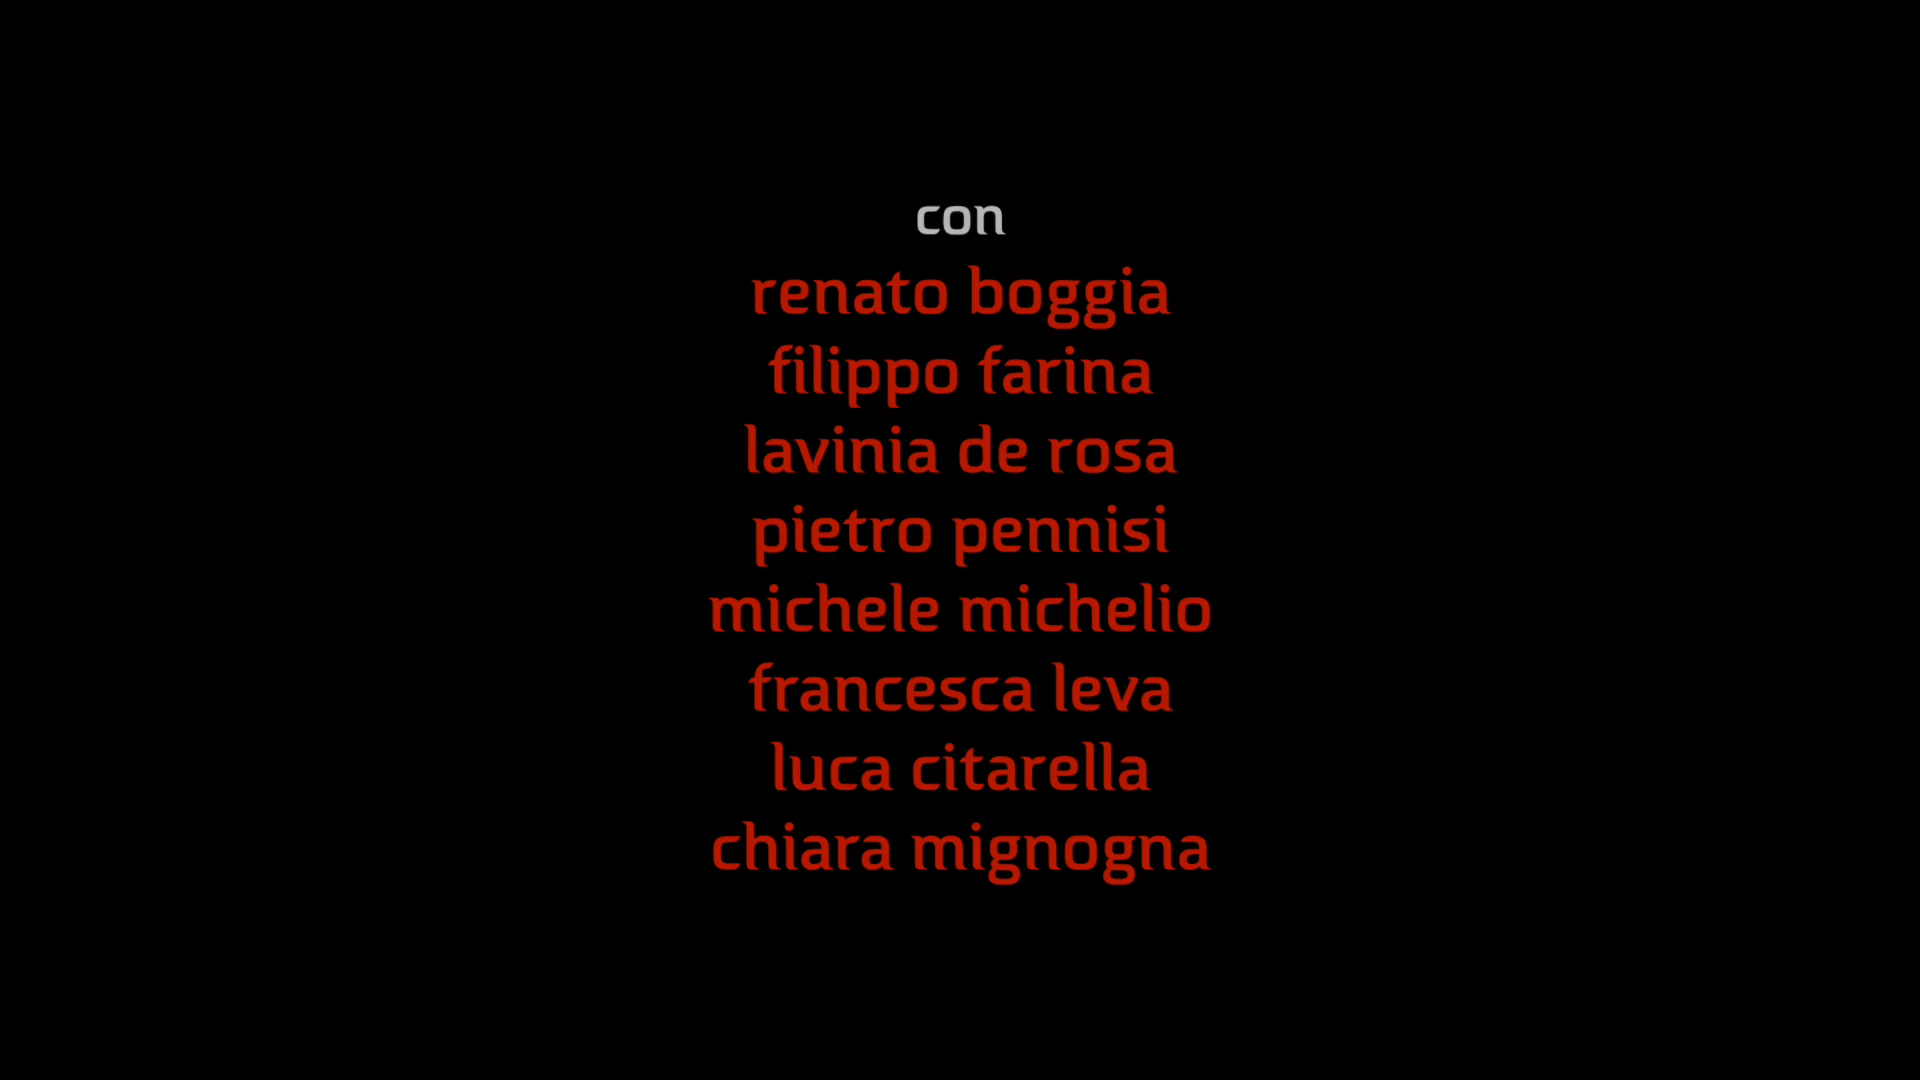 con
renato boggia
filippo farina
lavinia de rosa
pietro pennisi
michele michelio
francesca leva
luca citarella
chiara mignogna